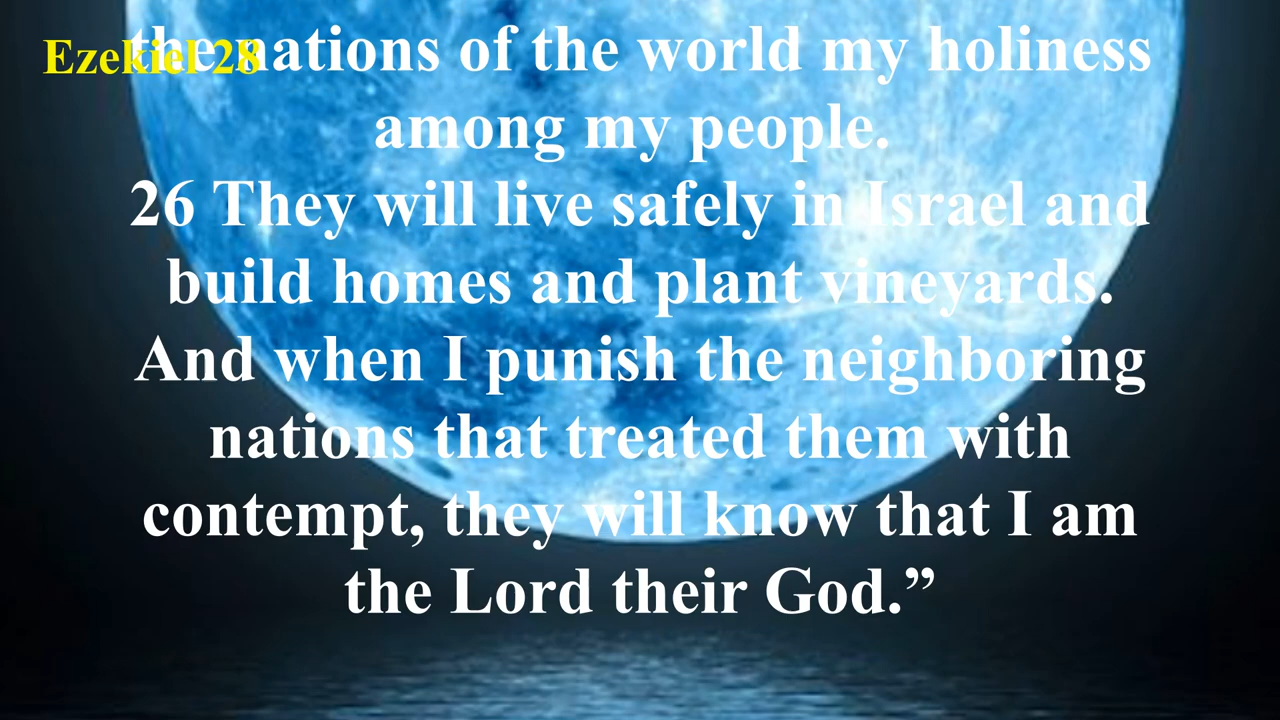 Ezekiel 28
the nations of the world my holiness
among my people.
26 They will live safely in Israel and
build homes and plant vineyards.
And when I punish the neighboring
nations that treated them with
contempt, they will know that I am
the Lord their God.”